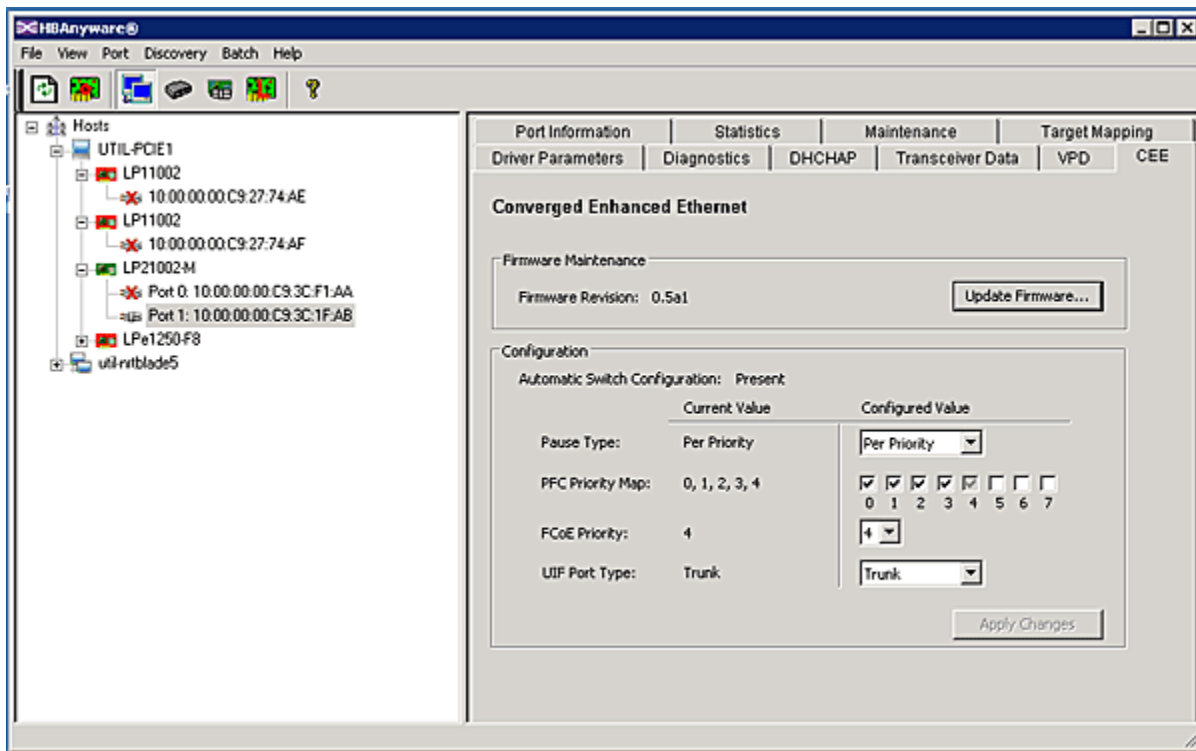 HBAnyware®
File View Port Discovery Batch Help
Hosts
UTIL-PCIE1
LP11002
10:00:00:00:C9:27:74:AE
LP11002
10:00:00:00:C9:27:74:AF
LP21002-M
Port 0: 10:00:00:00:C9:3C:F1:AA
Port 1: 10:00:00:00:C9:3C:1F:AB
LPe1250-F8
util-nitblade5
Port Information Statistics Maintenance Target Mapping
Driver Parameters Diagnostics DHCHAP Transceiver Data VPD CEE
Converged Enhanced Ethernet
Firmware Maintenance
Firmware Revision: 0.5a1 Update Firmware...
Configuration
Automatic Switch Configuration: Present
Current Value Configured Value
Pause Type: Per Priority Per Priority
PFC Priority Map: 0, 1, 2, 3, 4
0 1 2 3 4 5 6 7
FCoE Priority: 4 4
UIF Port Type: Trunk Trunk
Apply Changes